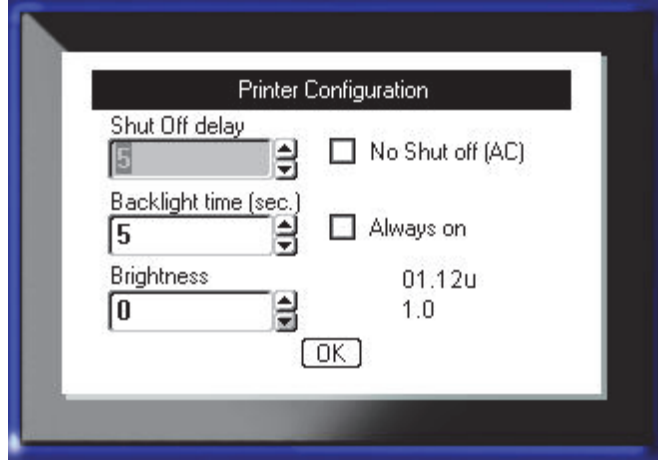 Printer Configuration
Shut Off delay
5
No Shut off (AC)
Backlight time (sec.)
5
Always on
Brightness
0
01.12u
1.0
OK